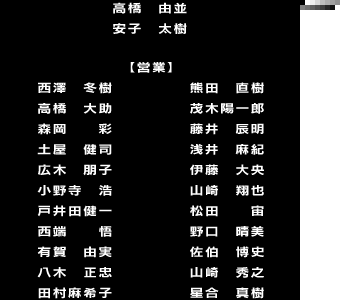 高橋　由並
安子　太樹
【営業】
西澤　冬樹　熊田　直樹
高橋　大助　茂木陽一郎
森岡　　彩　藤井　辰明
土屋　健司　浅井　麻紀
広木　朋子　伊藤　大央
小野寺　浩　山崎　翔也
戸井田健一　松田　　宙
西端　　悟　野口　晴美
有賀　由実　佐伯　博史
八木　正忠　山崎　秀之
田村麻希子　星合　真樹